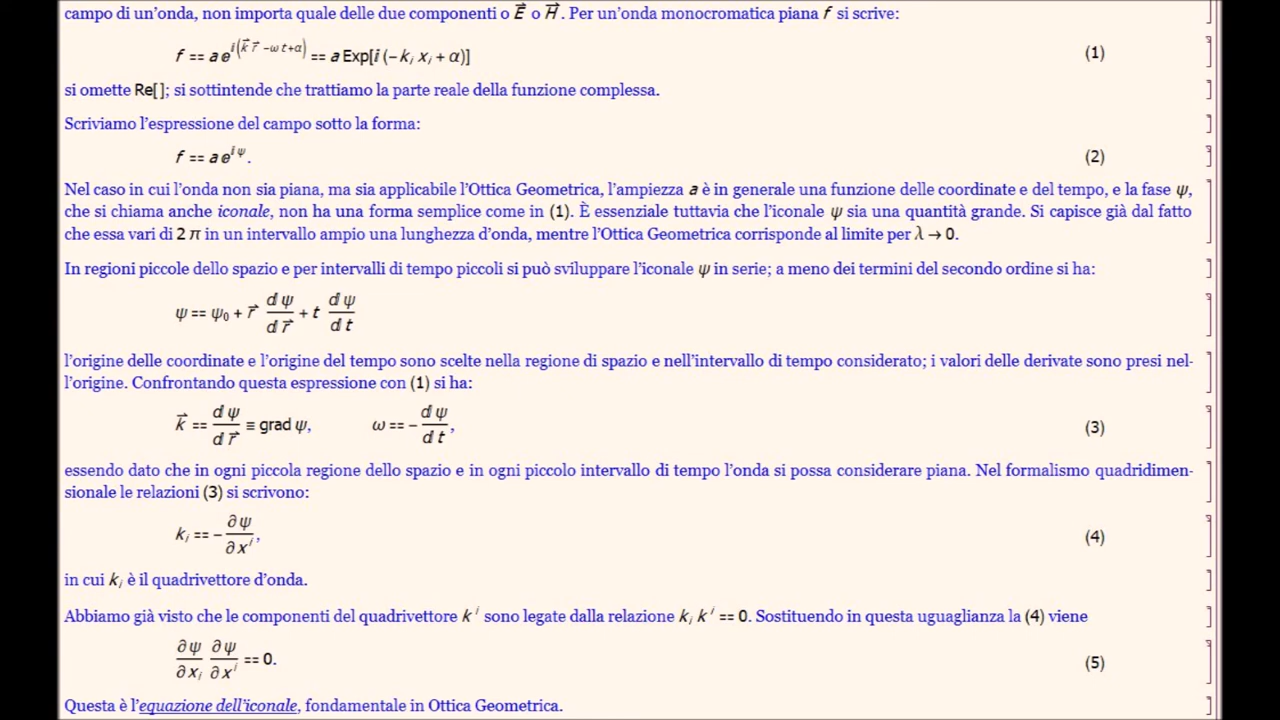 campo di un'onda, non importa quale delle due componenti o E⃗ o H⃗. Per un'onda monocromatica piana f si scrive:
f == a e^{i(k⃗ r⃗ -ω t+α)} == a Exp[i (-k_i x_i + α)] (1)
si omette Re[]; si sottintende che trattiamo la parte reale della funzione complessa.
Scriviamo l'espressione del campo sotto la forma:
f == a e^{i ψ}. (2)
Nel caso in cui l'onda non sia piana, ma sia applicabile l'Ottica Geometrica, l'ampiezza a è in generale una funzione delle coordinate e del tempo, e la fase ψ,
che si chiama anche iconale, non ha una forma semplice come in (1). È essenziale tuttavia che l'iconale ψ sia una quantità grande. Si capisce già dal fatto
che essa vari di 2 π in un intervallo ampio una lunghezza d'onda, mentre l'Ottica Geometrica corrisponde al limite per λ → 0.
In regioni piccole dello spazio e per intervalli di tempo piccoli si può sviluppare l'iconale ψ in serie; a meno dei termini del secondo ordine si ha:
ψ == ψ₀ + r⃗ dψ/dr⃗ + t dψ/dt
l'origine delle coordinate e l'origine del tempo sono scelte nella regione di spazio e nell'intervallo di tempo considerato; i valori delle derivate sono presi nel-
l'origine. Confrontando questa espressione con (1) si ha:
k⃗ == dψ/dr⃗ ≡ grad ψ, ω == - dψ/dt, (3)
essendo dato che in ogni piccola regione dello spazio e in ogni piccolo intervallo di tempo l'onda si possa considerare piana. Nel formalismo quadridimen-
sionale le relazioni (3) si scrivono:
k_i == - ∂ψ/∂x^i, (4)
in cui k_i è il quadrivettore d'onda.
Abbiamo già visto che le componenti del quadrivettore k^i sono legate dalla relazione k_i k^i == 0. Sostituendo in questa uguaglianza la (4) viene
∂ψ/∂x_i ∂ψ/∂x^i == 0. (5)
Questa è l'equazione dell'iconale, fondamentale in Ottica Geometrica.